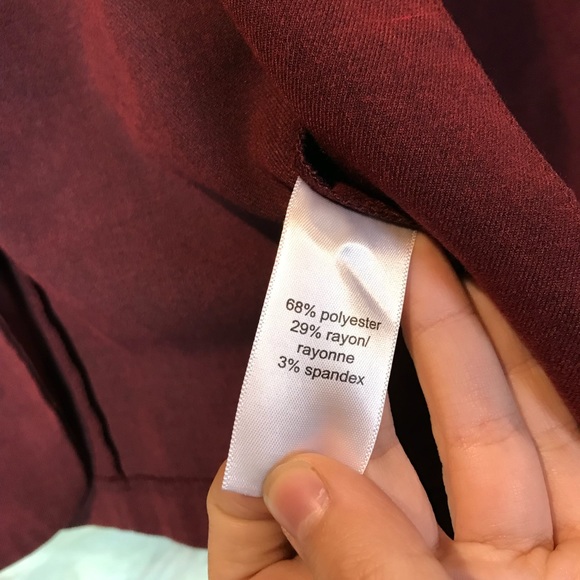 68% polyester
29% rayon/
rayonne
3% spandex